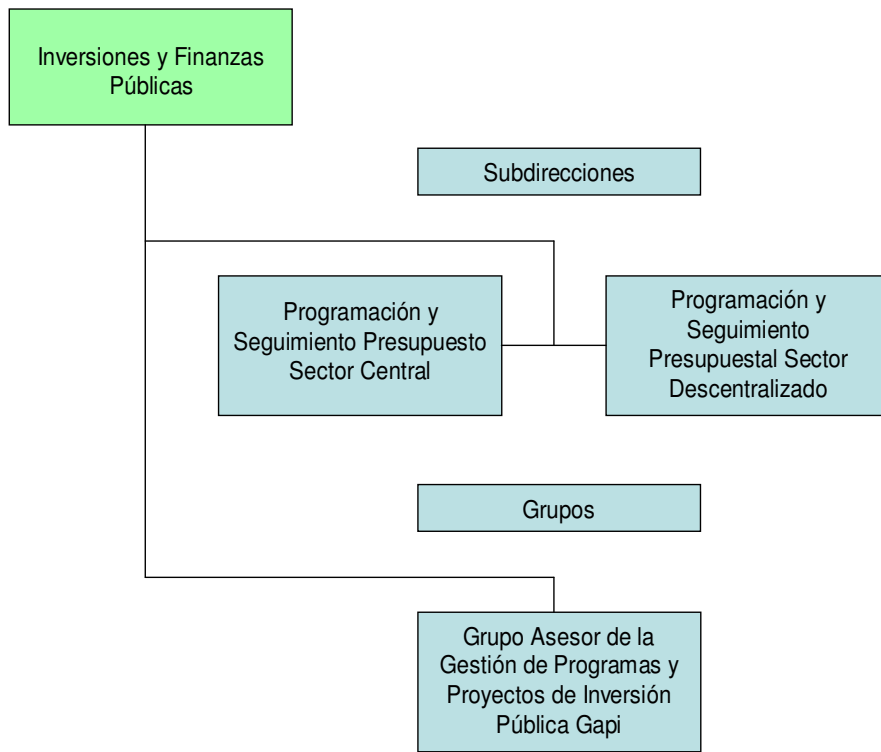 Inversiones y Finanzas
Públicas
Subdirecciones
Programación y
Seguimiento Presupuesto
Sector Central
Programación y
Seguimiento
Presupuestal Sector
Descentralizado
Grupos
Grupo Asesor de la
Gestión de Programas y
Proyectos de Inversión
Pública Gapi